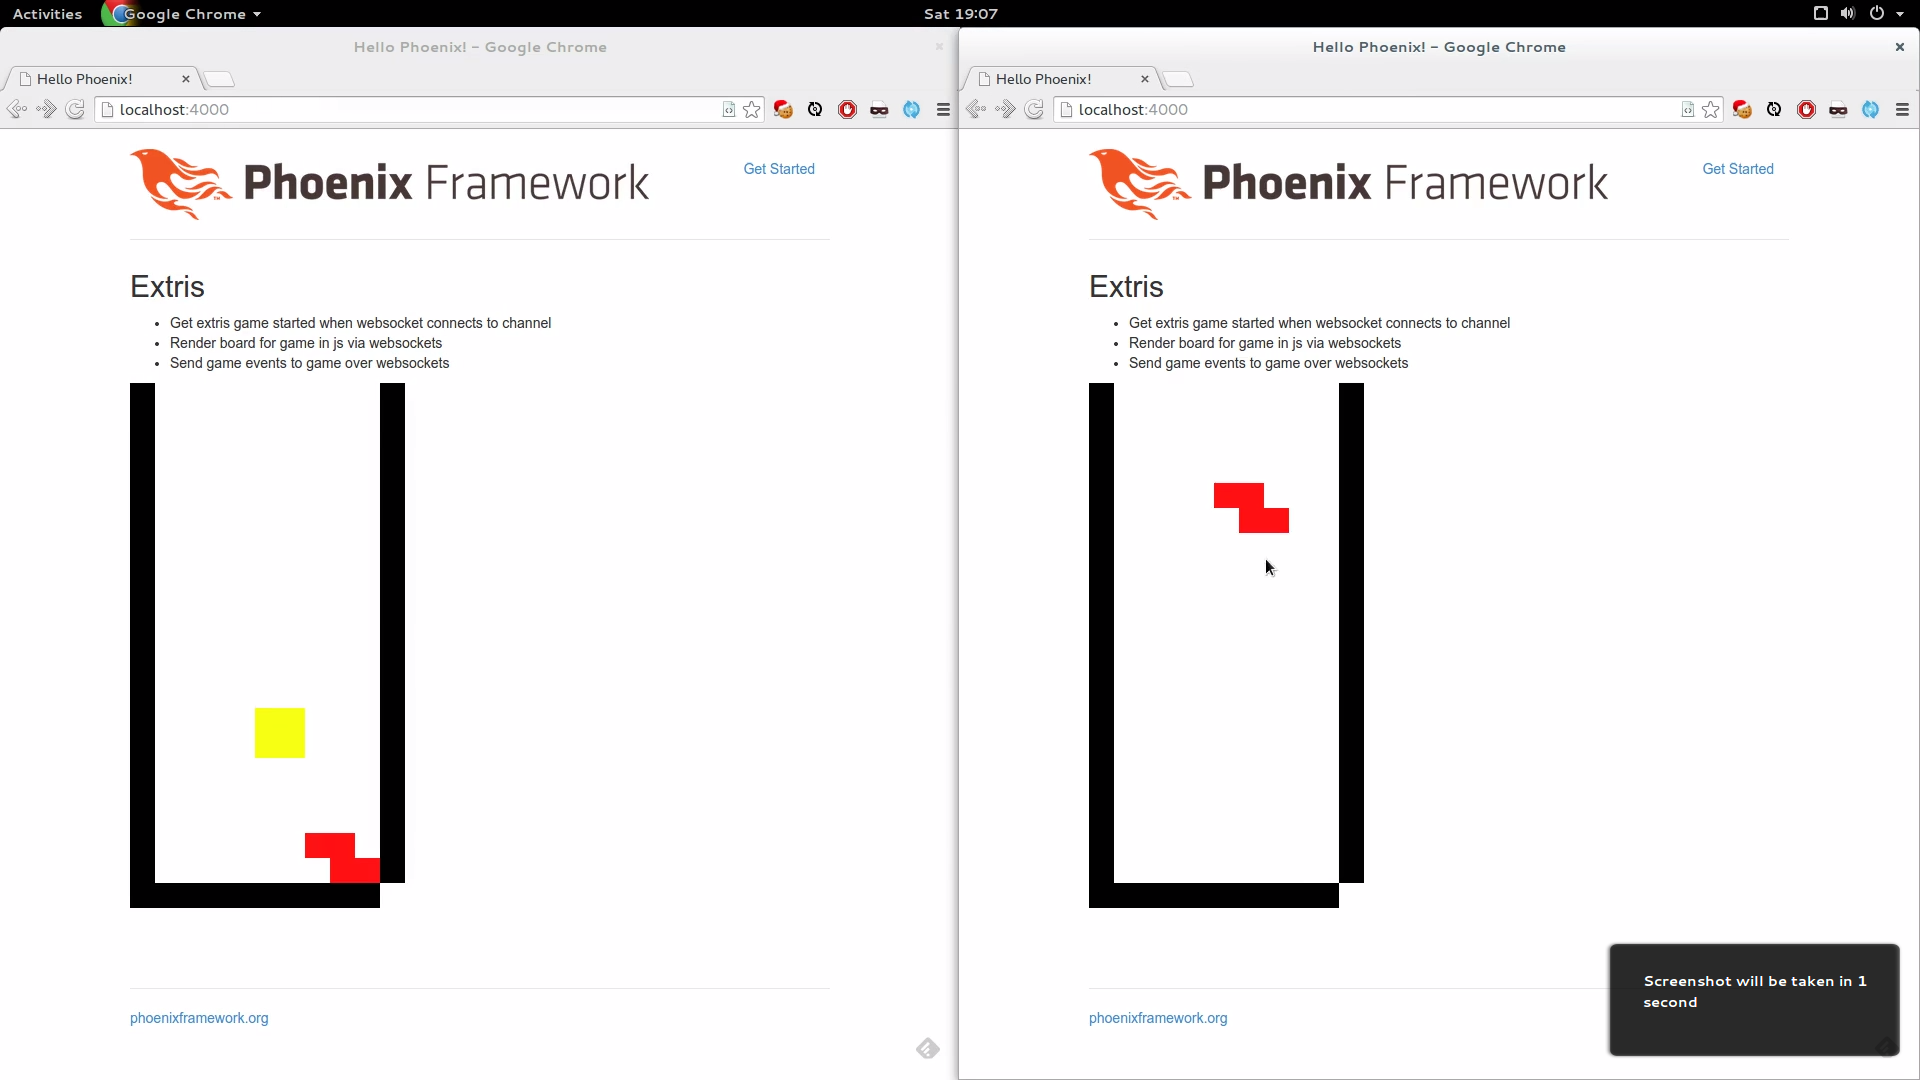 Activities Google Chrome Sat 19:07
Hello Phoenix! – Google Chrome
Hello Phoenix!
localhost:4000
Phoenix Framework
TM
Get Started
Extris
• Get extris game started when websocket connects to channel
• Render board for game in js via websockets
• Send game events to game over websockets
phoenixframework.org
Hello Phoenix! – Google Chrome
Hello Phoenix!
localhost:4000
Phoenix Framework
TM
Get Started
Extris
• Get extris game started when websocket connects to channel
• Render board for game in js via websockets
• Send game events to game over websockets
phoenixframework.org
Screenshot will be taken in 1
second